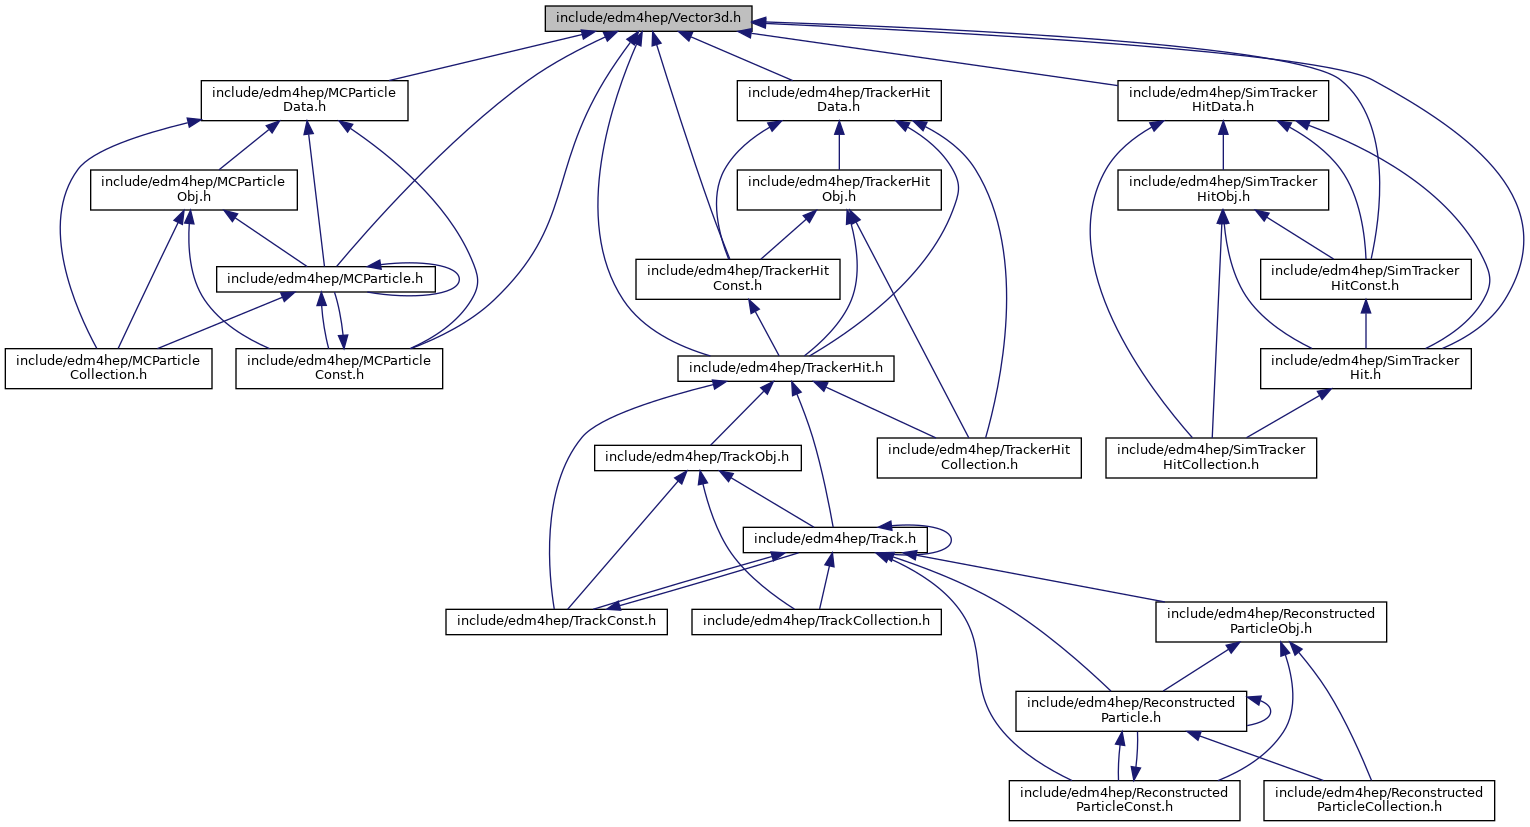 include/edm4hep/Vector3d.h
include/edm4hep/MCParticle
Data.h
include/edm4hep/TrackerHit
Data.h
include/edm4hep/SimTracker
HitData.h
include/edm4hep/MCParticle
Obj.h
include/edm4hep/TrackerHit
Obj.h
include/edm4hep/SimTracker
HitObj.h
include/edm4hep/MCParticle.h
include/edm4hep/TrackerHit
Const.h
include/edm4hep/SimTracker
HitConst.h
include/edm4hep/MCParticle
Collection.h
include/edm4hep/MCParticle
Const.h
include/edm4hep/TrackerHit.h
include/edm4hep/SimTracker
Hit.h
include/edm4hep/TrackObj.h
include/edm4hep/TrackerHit
Collection.h
include/edm4hep/SimTracker
HitCollection.h
include/edm4hep/Track.h
include/edm4hep/TrackConst.h
include/edm4hep/TrackCollection.h
include/edm4hep/Reconstructed
ParticleObj.h
include/edm4hep/Reconstructed
Particle.h
include/edm4hep/Reconstructed
ParticleConst.h
include/edm4hep/Reconstructed
ParticleCollection.h